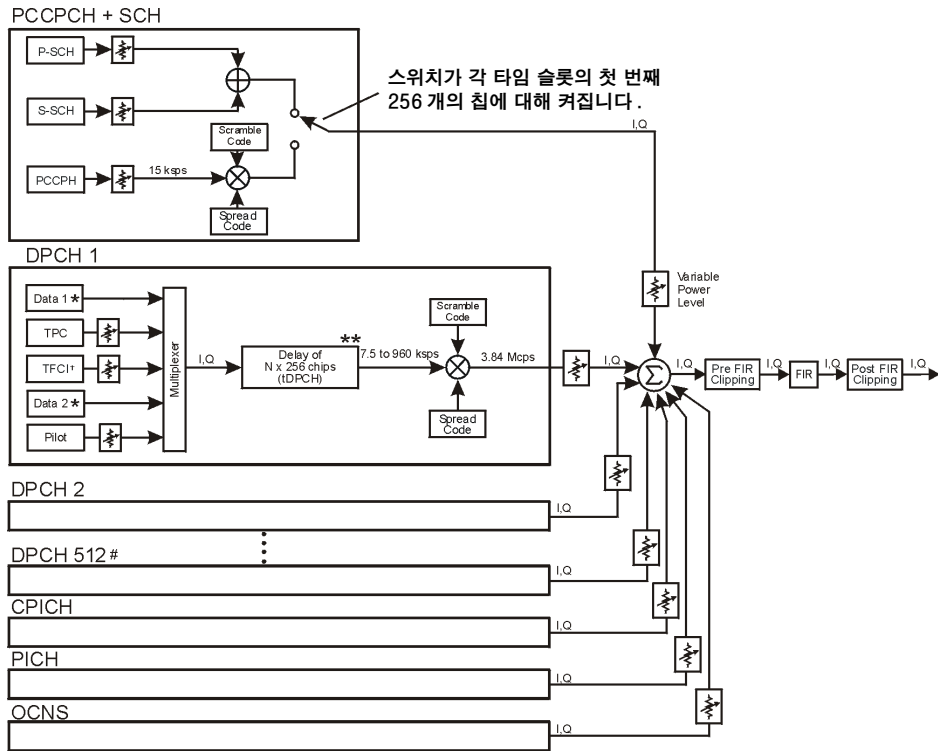 PCCPCH + SCH
P-SCH
S-SCH
스위치가 각 타임 슬롯의 첫 번째
256 개의 칩에 대해 켜집니다 .
Scramble
Code
I,Q
PCCPH
15 ksps
Spread
Code
DPCH 1
Variable
Power
Level
Data 1*
TPC
TFCI†
Data 2*
Pilot
Multiplexer
I,Q
Delay of
N x 256 chips
(tDPCH)
**
7.5 to 960 ksps
Scramble
Code
Spread
Code
3.84 Mcps
I,Q
Σ
I,Q
Pre FIR
Clipping
I,Q
FIR
I,Q
Post FIR
Clipping
I,Q
DPCH 2
I,Q
DPCH 512 #
I,Q
CPICH
I,Q
PICH
I,Q
OCNS
I,Q